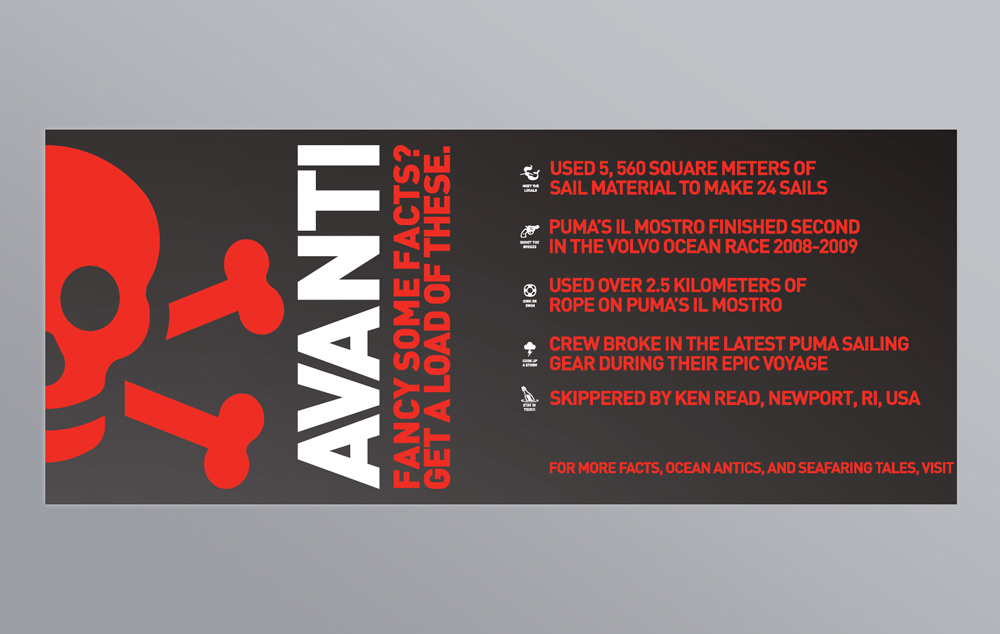 AVANTI
FANCY SOME FACTS?
GET A LOAD OF THESE.
MEET THE
LOCALS
USED 5, 560 SQUARE METERS OF
SAIL MATERIAL TO MAKE 24 SAILS
SHOOT THE
BREEZE
PUMA'S IL MOSTRO FINISHED SECOND
IN THE VOLVO OCEAN RACE 2008-2009
SINK OR
SWIM
USED OVER 2.5 KILOMETERS OF
ROPE ON PUMA'S IL MOSTRO
COOK UP
A STORM
CREW BROKE IN THE LATEST PUMA SAILING
GEAR DURING THEIR EPIC VOYAGE
STAY IN
TOUCH
SKIPPERED BY KEN READ, NEWPORT, RI, USA
FOR MORE FACTS, OCEAN ANTICS, AND SEAFARING TALES, VISIT